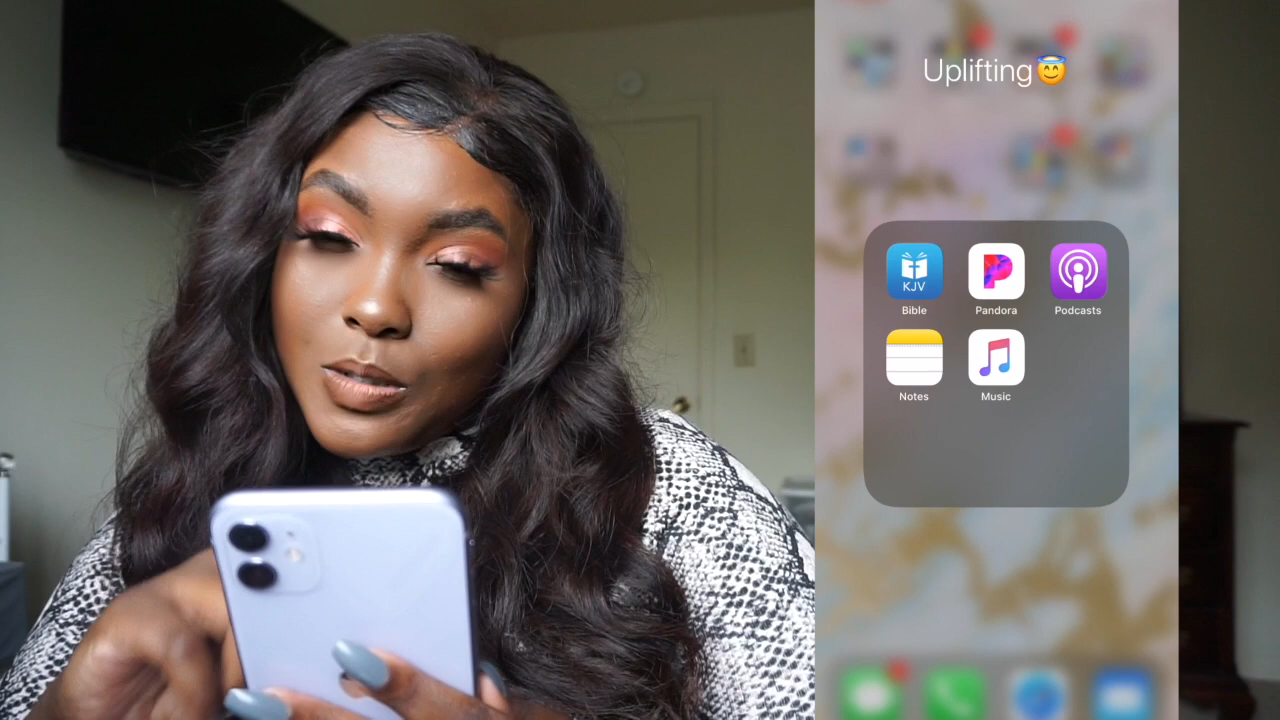 Uplifting😇
KJV
Bible
Pandora
Podcasts
Notes
Music